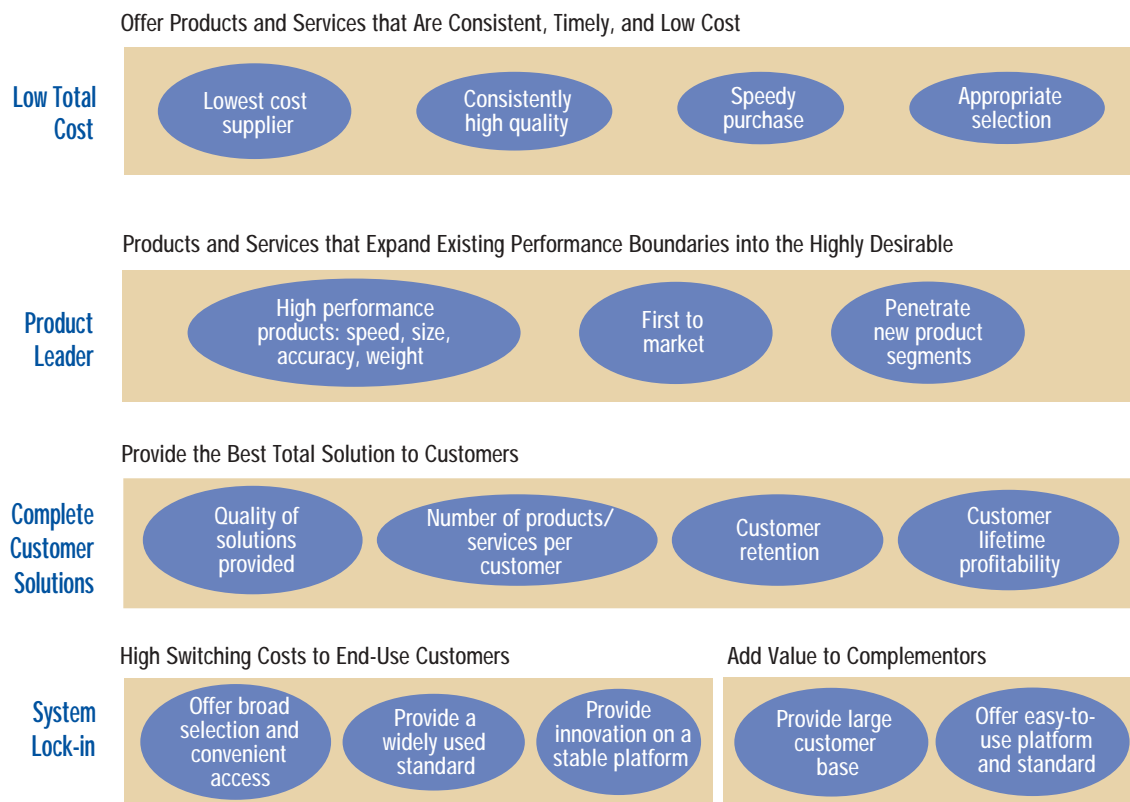 Offer Products and Services that Are Consistent, Timely, and Low Cost
Low Total
Cost
Lowest cost
supplier
Consistently
high quality
Speedy
purchase
Appropriate
selection
Products and Services that Expand Existing Performance Boundaries into the Highly Desirable
Product
Leader
High performance
products: speed, size,
accuracy, weight
First to
market
Penetrate
new product
segments
Provide the Best Total Solution to Customers
Complete
Customer
Solutions
Quality of
solutions
provided
Number of products/
services per
customer
Customer
retention
Customer
lifetime
profitability
High Switching Costs to End-Use Customers
Add Value to Complementors
System
Lock-in
Offer broad
selection and
convenient
access
Provide a
widely used
standard
Provide
innovation on a
stable platform
Provide large
customer
base
Offer easy-to-
use platform
and standard